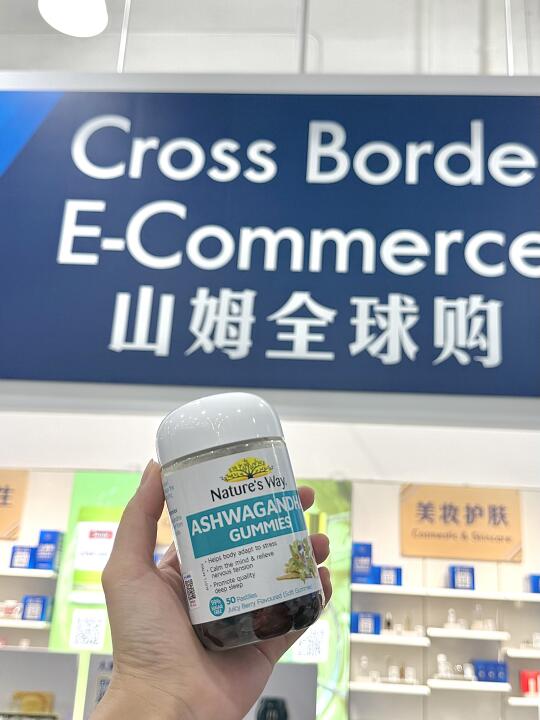 Cross Borde
E-Commerce
山姆全球购
Nature's Way
ASHWAGANDH
GUMMIES
• Helps body adapt to stress
• Calm the mind & relieve
nervous tension
• Promote quality
deep sleep
50 Pastilles
Juicy Berry Flavoured (Soft Gummies
美妆护肤
Cosmetic & Skincare
生